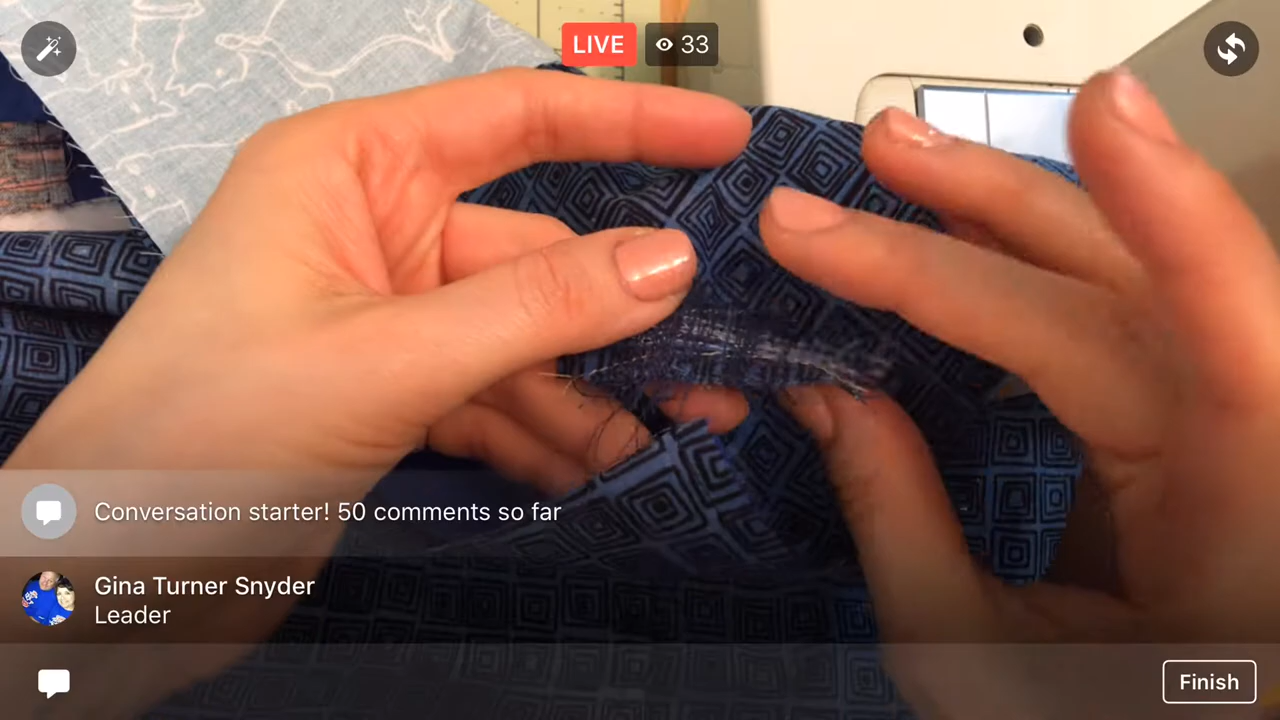 LIVE 33
Conversation starter! 50 comments so far
Gina Turner Snyder
Leader
Finish